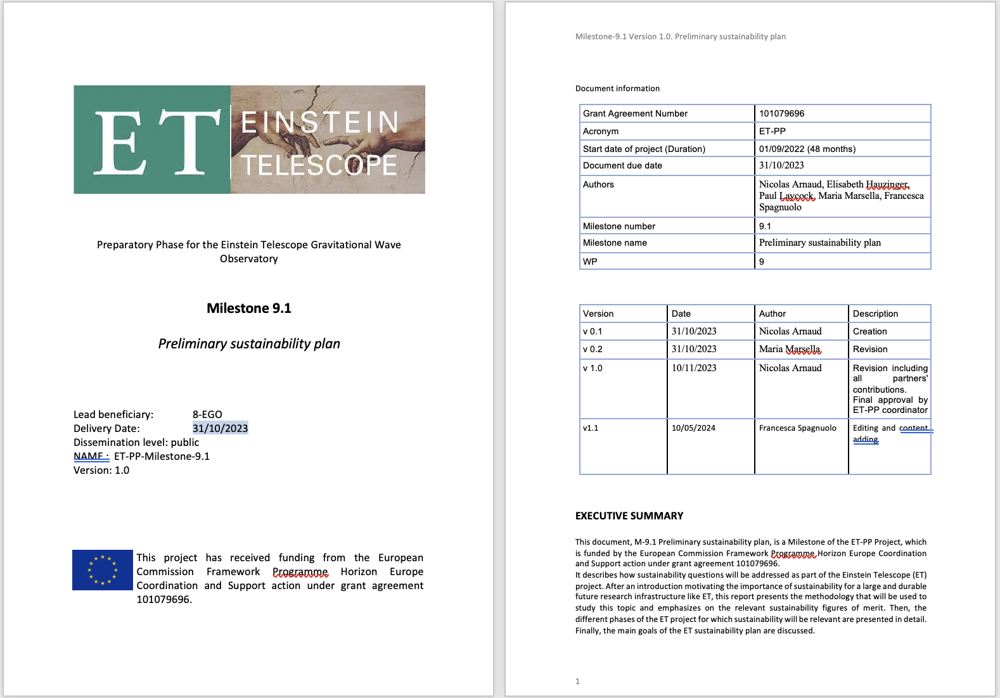 ET EINSTEIN
TELESCOPE
Preparatory Phase for the Einstein Telescope Gravitational Wave
Observatory
Milestone 9.1
Preliminary sustainability plan
Lead beneficiary: 8-EGO
Delivery Date: 31/10/2023
Dissemination level: public
NAME : ET-PP-Milestone-9.1
Version: 1.0
This project has received funding from the European
Commission Framework Programme Horizon Europe
Coordination and Support action under grant agreement
101079696.
Milestone-9.1 Version 1.0. Preliminary sustainability plan
Document information
Grant Agreement Number 101079696
Acronym ET-PP
Start date of project (Duration) 01/09/2022 (48 months)
Document due date 31/10/2023
Authors Nicolas Arnaud, Elisabeth Hauzinger,
Paul Laycock, Maria Marsella, Francesca
Spagnuolo
Milestone number 9.1
Milestone name Preliminary sustainability plan
WP 9
Version Date Author Description
v 0.1 31/10/2023 Nicolas Arnaud Creation
v 0.2 31/10/2023 Maria Marsella Revision
v 1.0 10/11/2023 Nicolas Arnaud Revision including
all partners'
contributions.
Final approval by
ET-PP coordinator
v1.1 10/05/2024 Francesca Spagnuolo Editing and content
adding
EXECUTIVE SUMMARY
This document, M-9.1 Preliminary sustainability plan, is a Milestone of the ET-PP Project, which
is funded by the European Commission Framework Programme Horizon Europe Coordination
and Support action under grant agreement 101079696.
It describes how sustainability questions will be addressed as part of the Einstein Telescope (ET)
project. After an introduction motivating the importance of sustainability for a large and durable
future research infrastructure like ET, this report presents the methodology that will be used to
study this topic and emphasizes on the relevant sustainability figures of merit. Then, the
different phases of the ET project for which sustainability will be relevant are presented in detail.
Finally, the main goals of the ET sustainability plan are discussed.
1